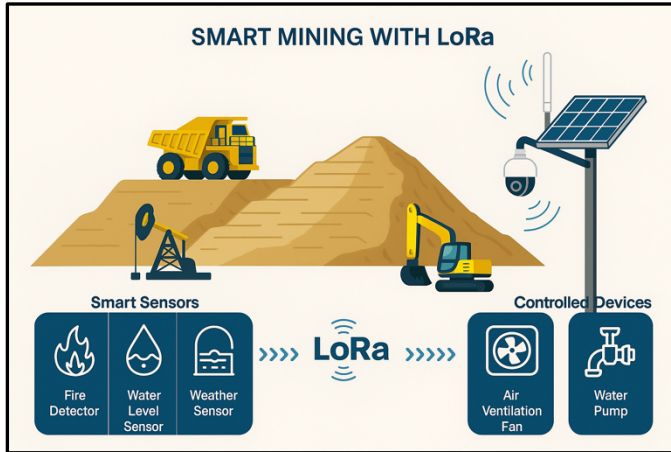 SMART MINING WITH LoRa
Smart Sensors
Controlled Devices
Fire
Detector
Water
Level
Sensor
Weather
Sensor
LoRa
Air
Ventilation
Fan
Water
Pump